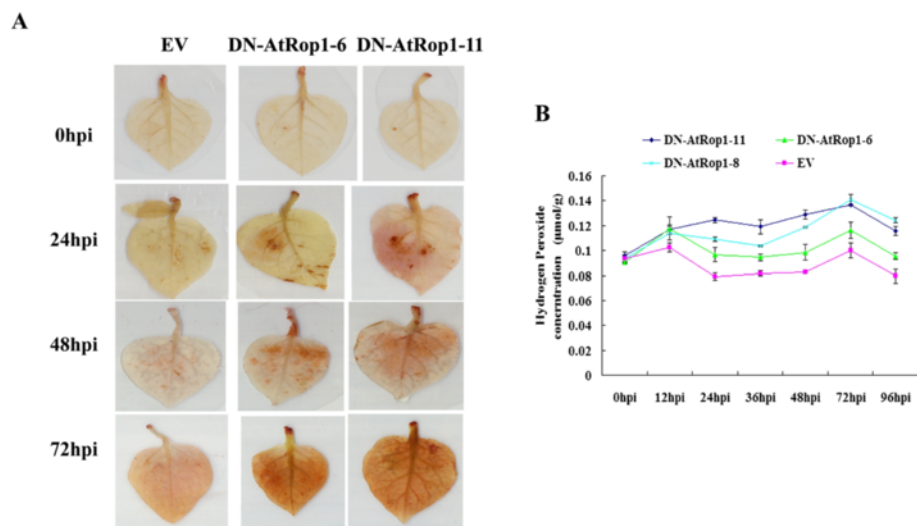 A
EV DN-AtRop1-6 DN-AtRop1-11
0hpi
24hpi
48hpi
72hpi
B
DN-AtRop1-11 DN-AtRop1-6
DN-AtRop1-8 EV
Hydrogen Peroxide
concerntration (μmol/g)
0.16
0.14
0.12
0.1
0.08
0.06
0.04
0.02
0
0hpi 12hpi 24hpi 36hpi 48hpi 72hpi 96hpi